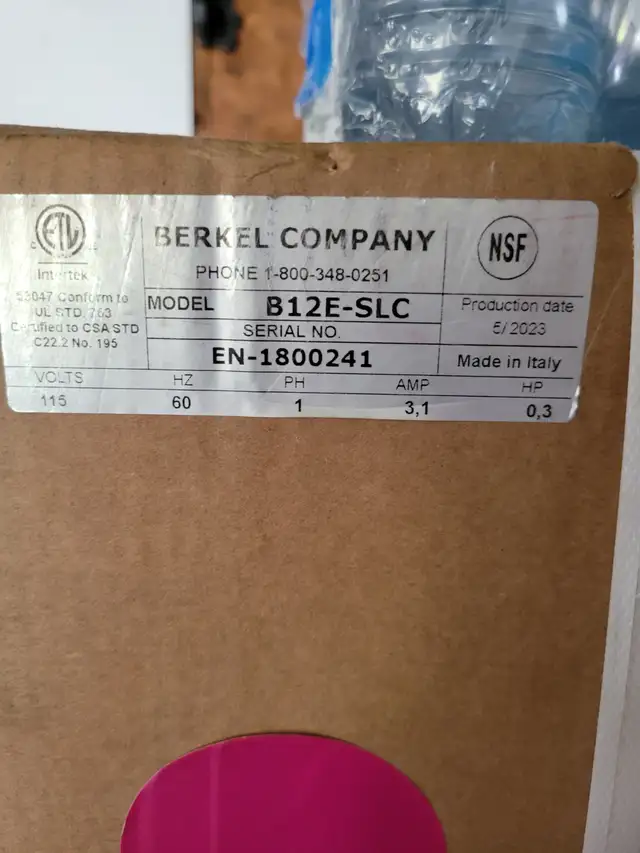 ETL
C US
Intertek
53047 Conform to
UL STD. 763
Certified to CSA STD
C22.2 No. 195
BERKEL COMPANY
PHONE 1-800-348-0251
NSF
MODEL B12E-SLC
SERIAL NO.
EN-1800241
Production date
5/2023
Made in Italy
VOLTS HZ PH AMP HP
115 60 1 3,1 0,3